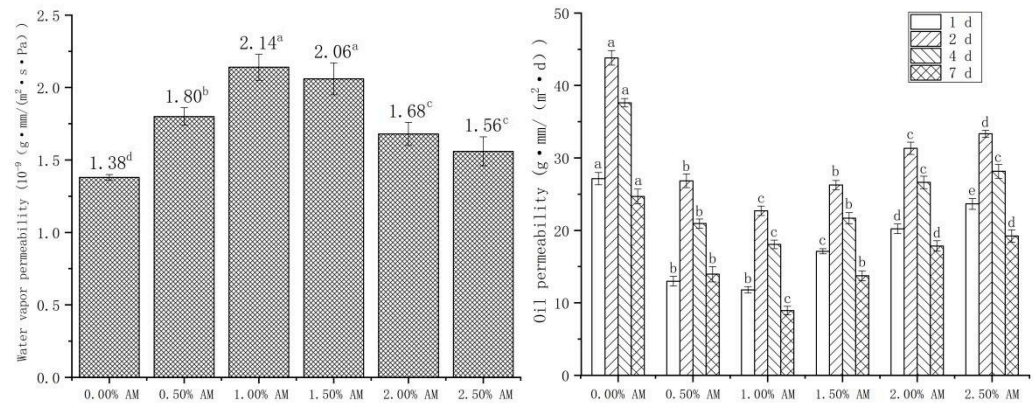 Water vapor permeability (10⁻⁹ (g•mm/(m²•s•Pa))
2.5
2.0
1.5
1.0
0.5
0.0
1.38ᵈ
1.80ᵇ
2.14ᵃ
2.06ᵃ
1.68ᶜ
1.56ᶜ
0.00% AM 0.50% AM 1.00% AM 1.50% AM 2.00% AM 2.50% AM
Oil permeability (g•mm/ (m²•d))
50
40
30
20
10
0
1 d
2 d
4 d
7 d
a a a a
b b b b
b c c c
c b b b
d c c d
e d d d
0.00% AM 0.50% AM 1.00% AM 1.50% AM 2.00% AM 2.50% AM